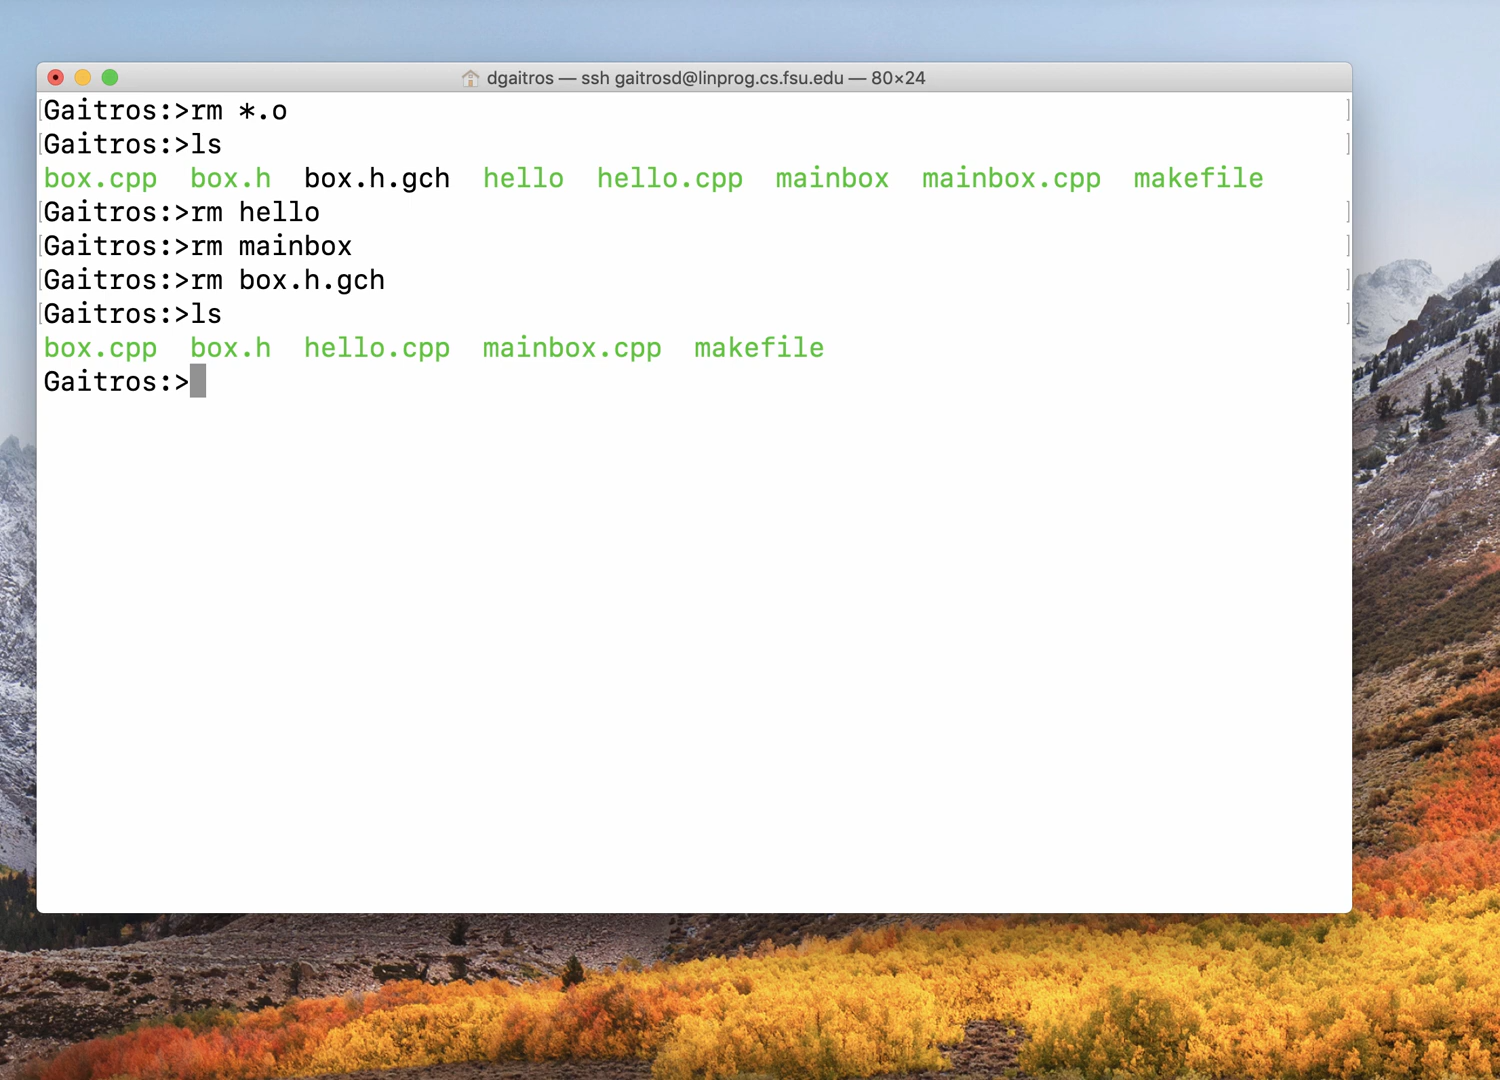 dgaitros — ssh gaitrosd@linprog.cs.fsu.edu — 80×24
[Gaitros:>rm *.o ]
[Gaitros:>ls ]
box.cpp  box.h  box.h.gch  hello  hello.cpp  mainbox  mainbox.cpp  makefile
[Gaitros:>rm hello ]
[Gaitros:>rm mainbox ]
[Gaitros:>rm box.h.gch ]
[Gaitros:>ls ]
box.cpp  box.h  hello.cpp  mainbox.cpp  makefile
Gaitros:>